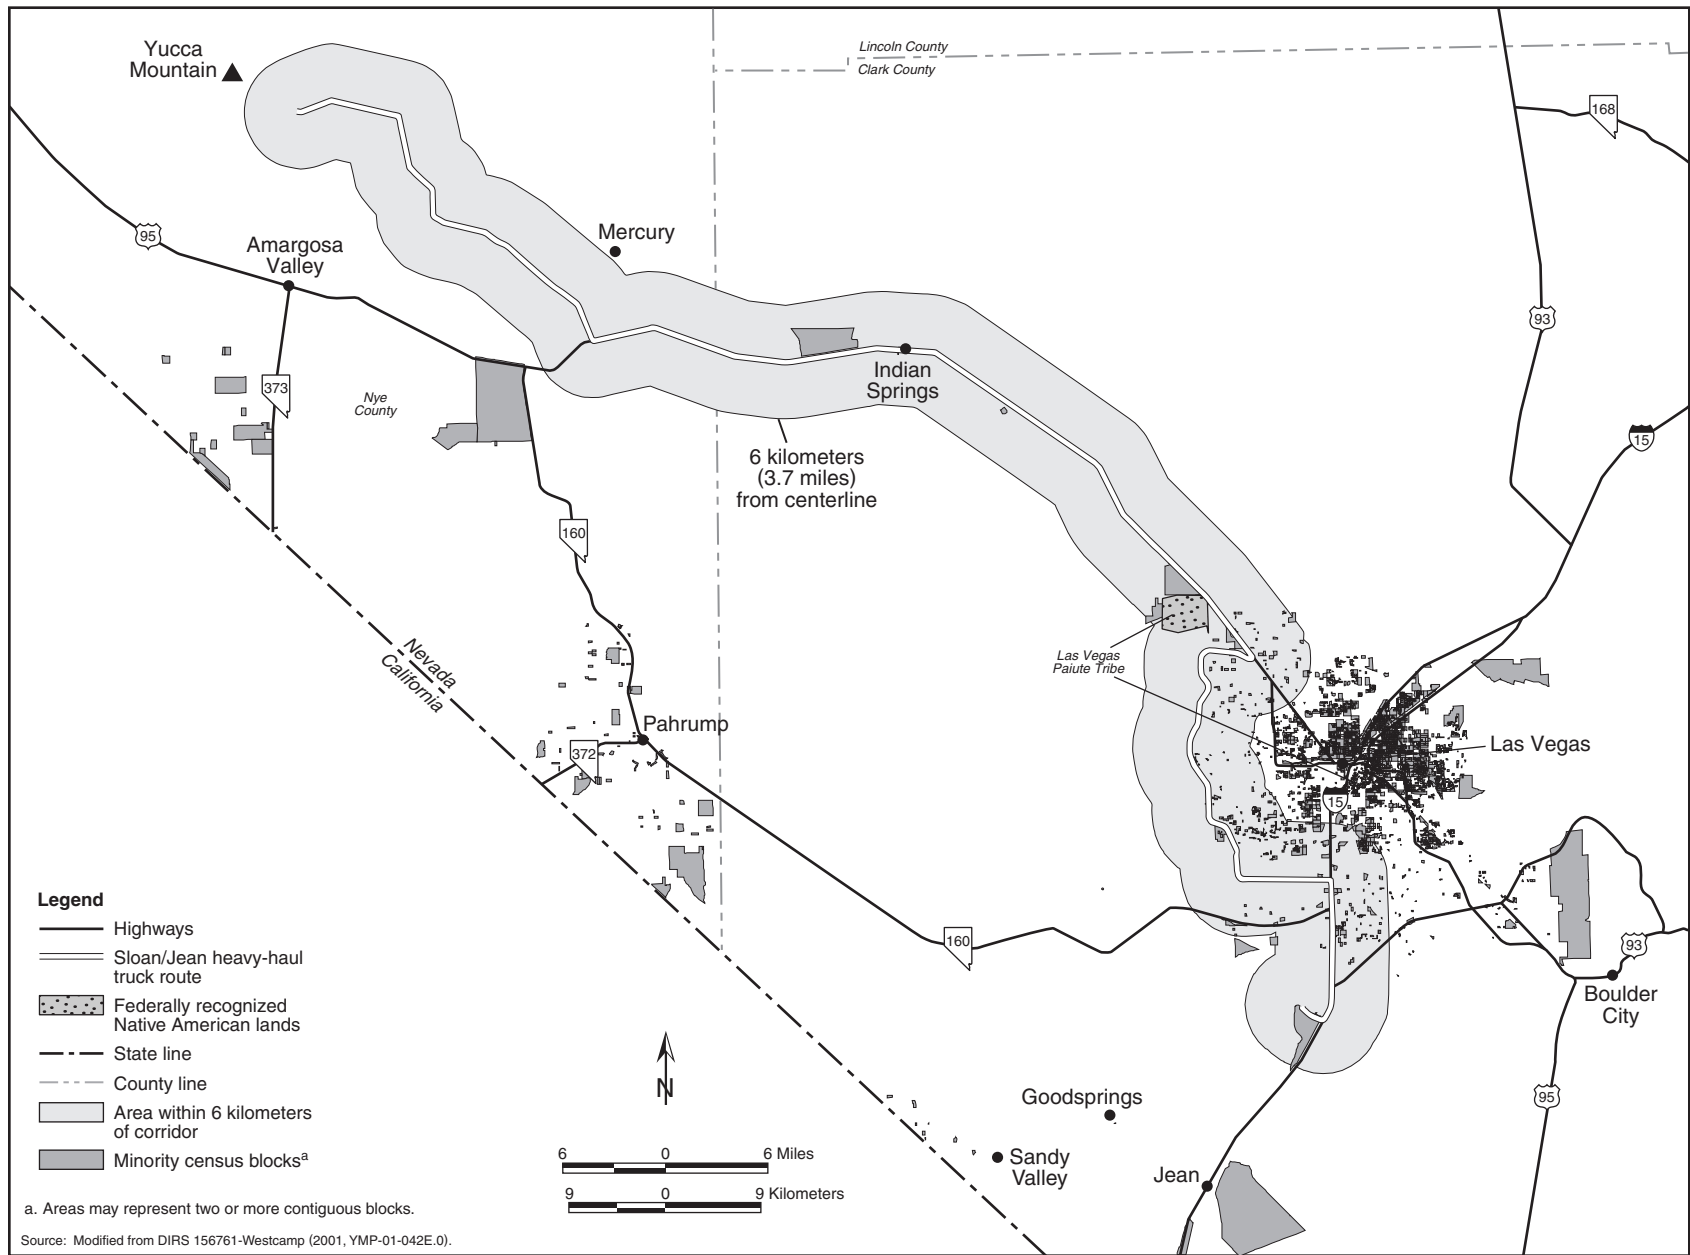 Yucca
Mountain
Lincoln County
Clark County
168
95
Amargosa
Valley
Mercury
93
373
Nye
County
Indian
Springs
15
6 kilometers
(3.7 miles)
from centerline
160
Nevada
California
Las Vegas
Paiute Tribe
Pahrump
372
Las Vegas
15
Legend
Highways
Sloan/Jean heavy-haul
truck route
Federally recognized
Native American lands
State line
County line
Area within 6 kilometers
of corridor
Minority census blocksa
160
93
Boulder
City
N
Goodsprings
95
6 0 6 Miles
9 0 9 Kilometers
Sandy
Valley
Jean
a. Areas may represent two or more contiguous blocks.
Source: Modified from DIRS 156761-Westcamp (2001, YMP-01-042E.0).